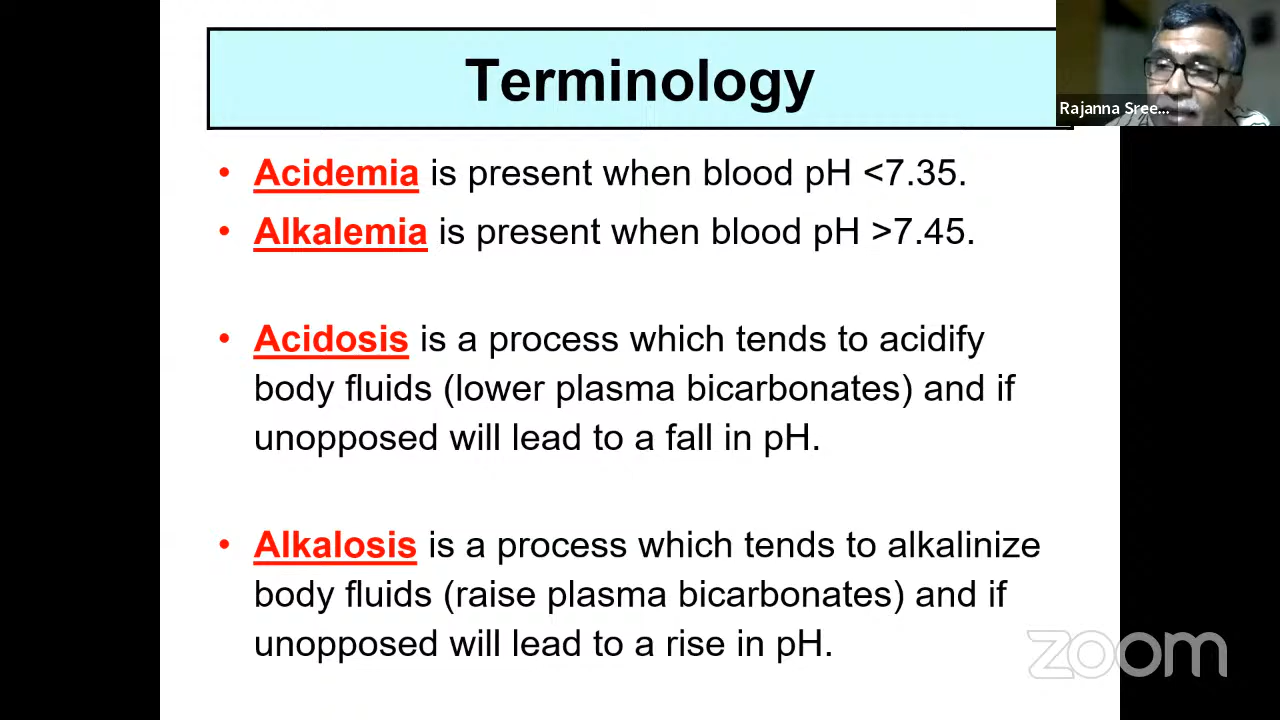 Terminology
Rajanna Sree...
• Acidemia is present when blood pH <7.35.
• Alkalemia is present when blood pH >7.45.
• Acidosis is a process which tends to acidify
body fluids (lower plasma bicarbonates) and if
unopposed will lead to a fall in pH.
• Alkalosis is a process which tends to alkalinize
body fluids (raise plasma bicarbonates) and if
unopposed will lead to a rise in pH.
zoom